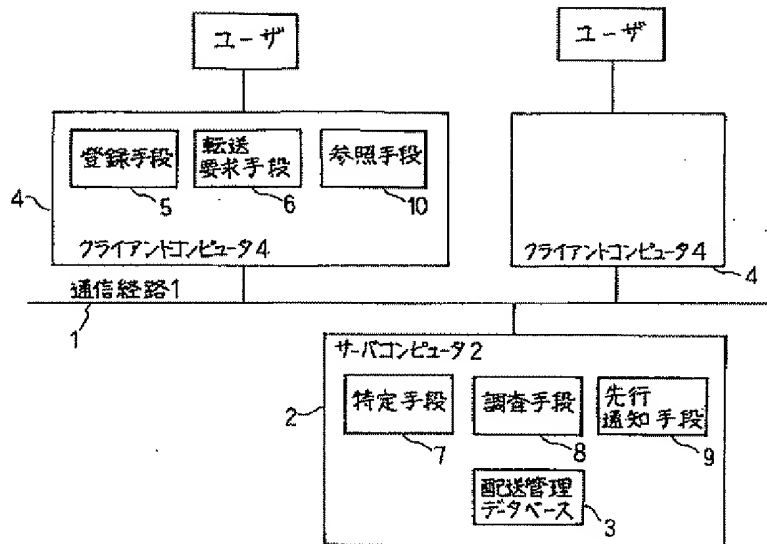 ユーザ
ユーザ
登録手段
転送
要求手段
参照手段
5
6
10
4
クライアントコンピュータ4
クライアントコンピュータ4
4
通信経路1
1
サーバコンピュータ2
特定手段
調査手段
先行
通知手段
2
7
8
9
配送管理
データベース
3